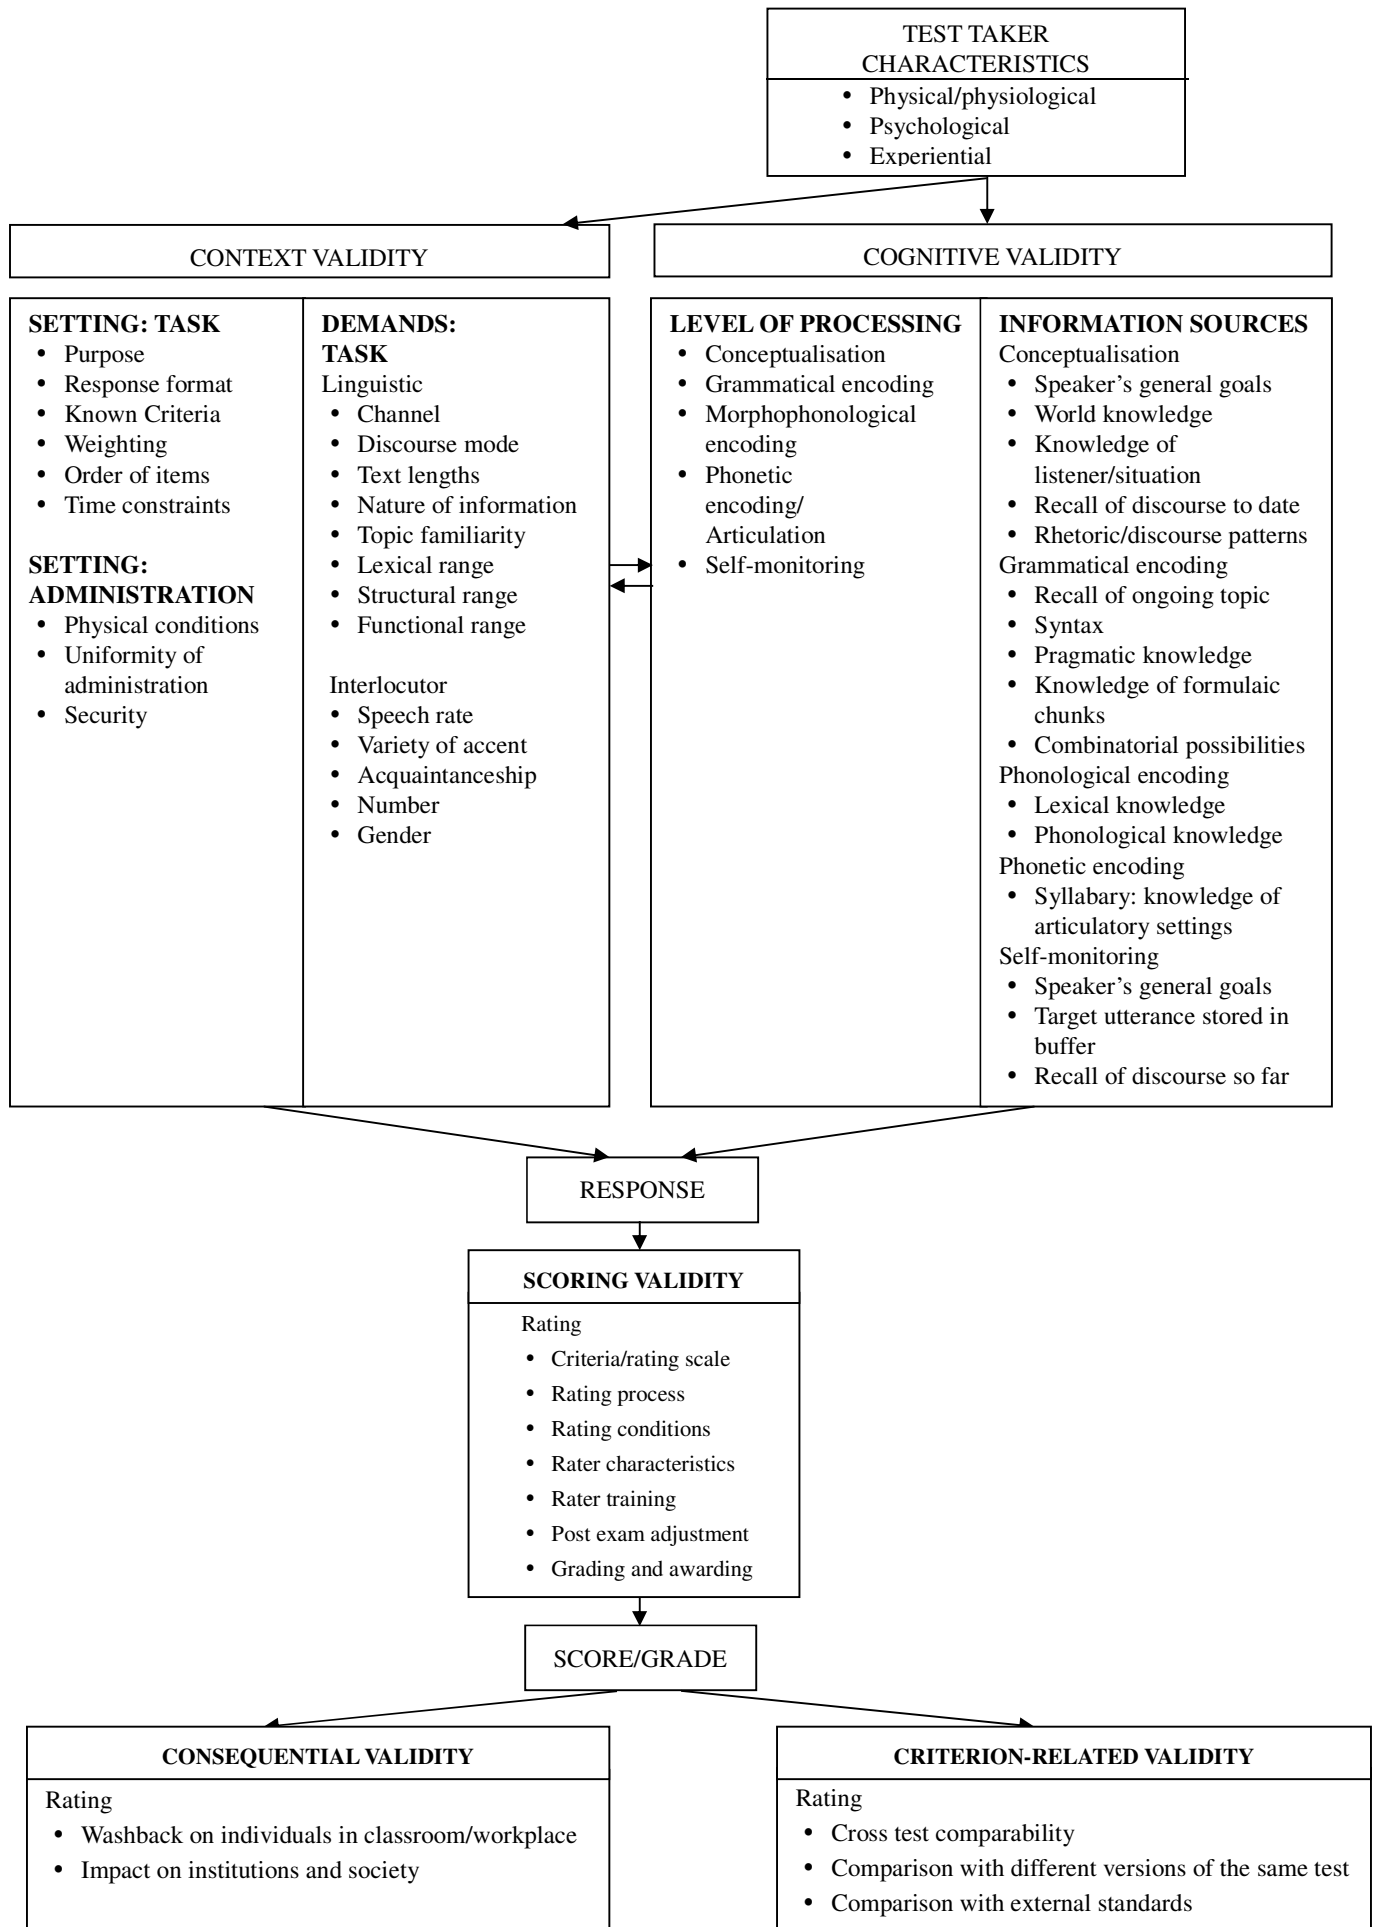 TEST TAKER
CHARACTERISTICS
• Physical/physiological
• Psychological
• Experiential
CONTEXT VALIDITY
COGNITIVE VALIDITY
SETTING: TASK
• Purpose
• Response format
• Known Criteria
• Weighting
• Order of items
• Time constraints
SETTING:
ADMINISTRATION
• Physical conditions
• Uniformity of
administration
• Security
DEMANDS:
TASK
Linguistic
• Channel
• Discourse mode
• Text lengths
• Nature of information
• Topic familiarity
• Lexical range
• Structural range
• Functional range
Interlocutor
• Speech rate
• Variety of accent
• Acquaintanceship
• Number
• Gender
LEVEL OF PROCESSING
• Conceptualisation
• Grammatical encoding
• Morphophonological
encoding
• Phonetic
encoding/
Articulation
• Self-monitoring
INFORMATION SOURCES
Conceptualisation
• Speaker’s general goals
• World knowledge
• Knowledge of
listener/situation
• Recall of discourse to date
• Rhetoric/discourse patterns
Grammatical encoding
• Recall of ongoing topic
• Syntax
• Pragmatic knowledge
• Knowledge of formulaic
chunks
• Combinatorial possibilities
Phonological encoding
• Lexical knowledge
• Phonological knowledge
Phonetic encoding
• Syllabary: knowledge of
articulatory settings
Self-monitoring
• Speaker’s general goals
• Target utterance stored in
buffer
• Recall of discourse so far
RESPONSE
SCORING VALIDITY
Rating
• Criteria/rating scale
• Rating process
• Rating conditions
• Rater characteristics
• Rater training
• Post exam adjustment
• Grading and awarding
SCORE/GRADE
CONSEQUENTIAL VALIDITY
Rating
• Washback on individuals in classroom/workplace
• Impact on institutions and society
CRITERION-RELATED VALIDITY
Rating
• Cross test comparability
• Comparison with different versions of the same test
• Comparison with external standards